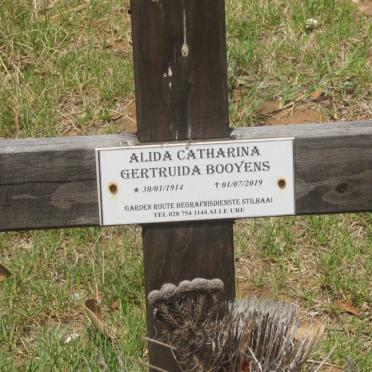 ALIDA CATHARINA
GERTRUIDA BOOYENS
★ 30/01/1914 ✝ 01/07/2019
GARDEN ROUTE BEGRAFNISDIENSTE STILBAAI
TEL 028 754 1144 ALLE URE